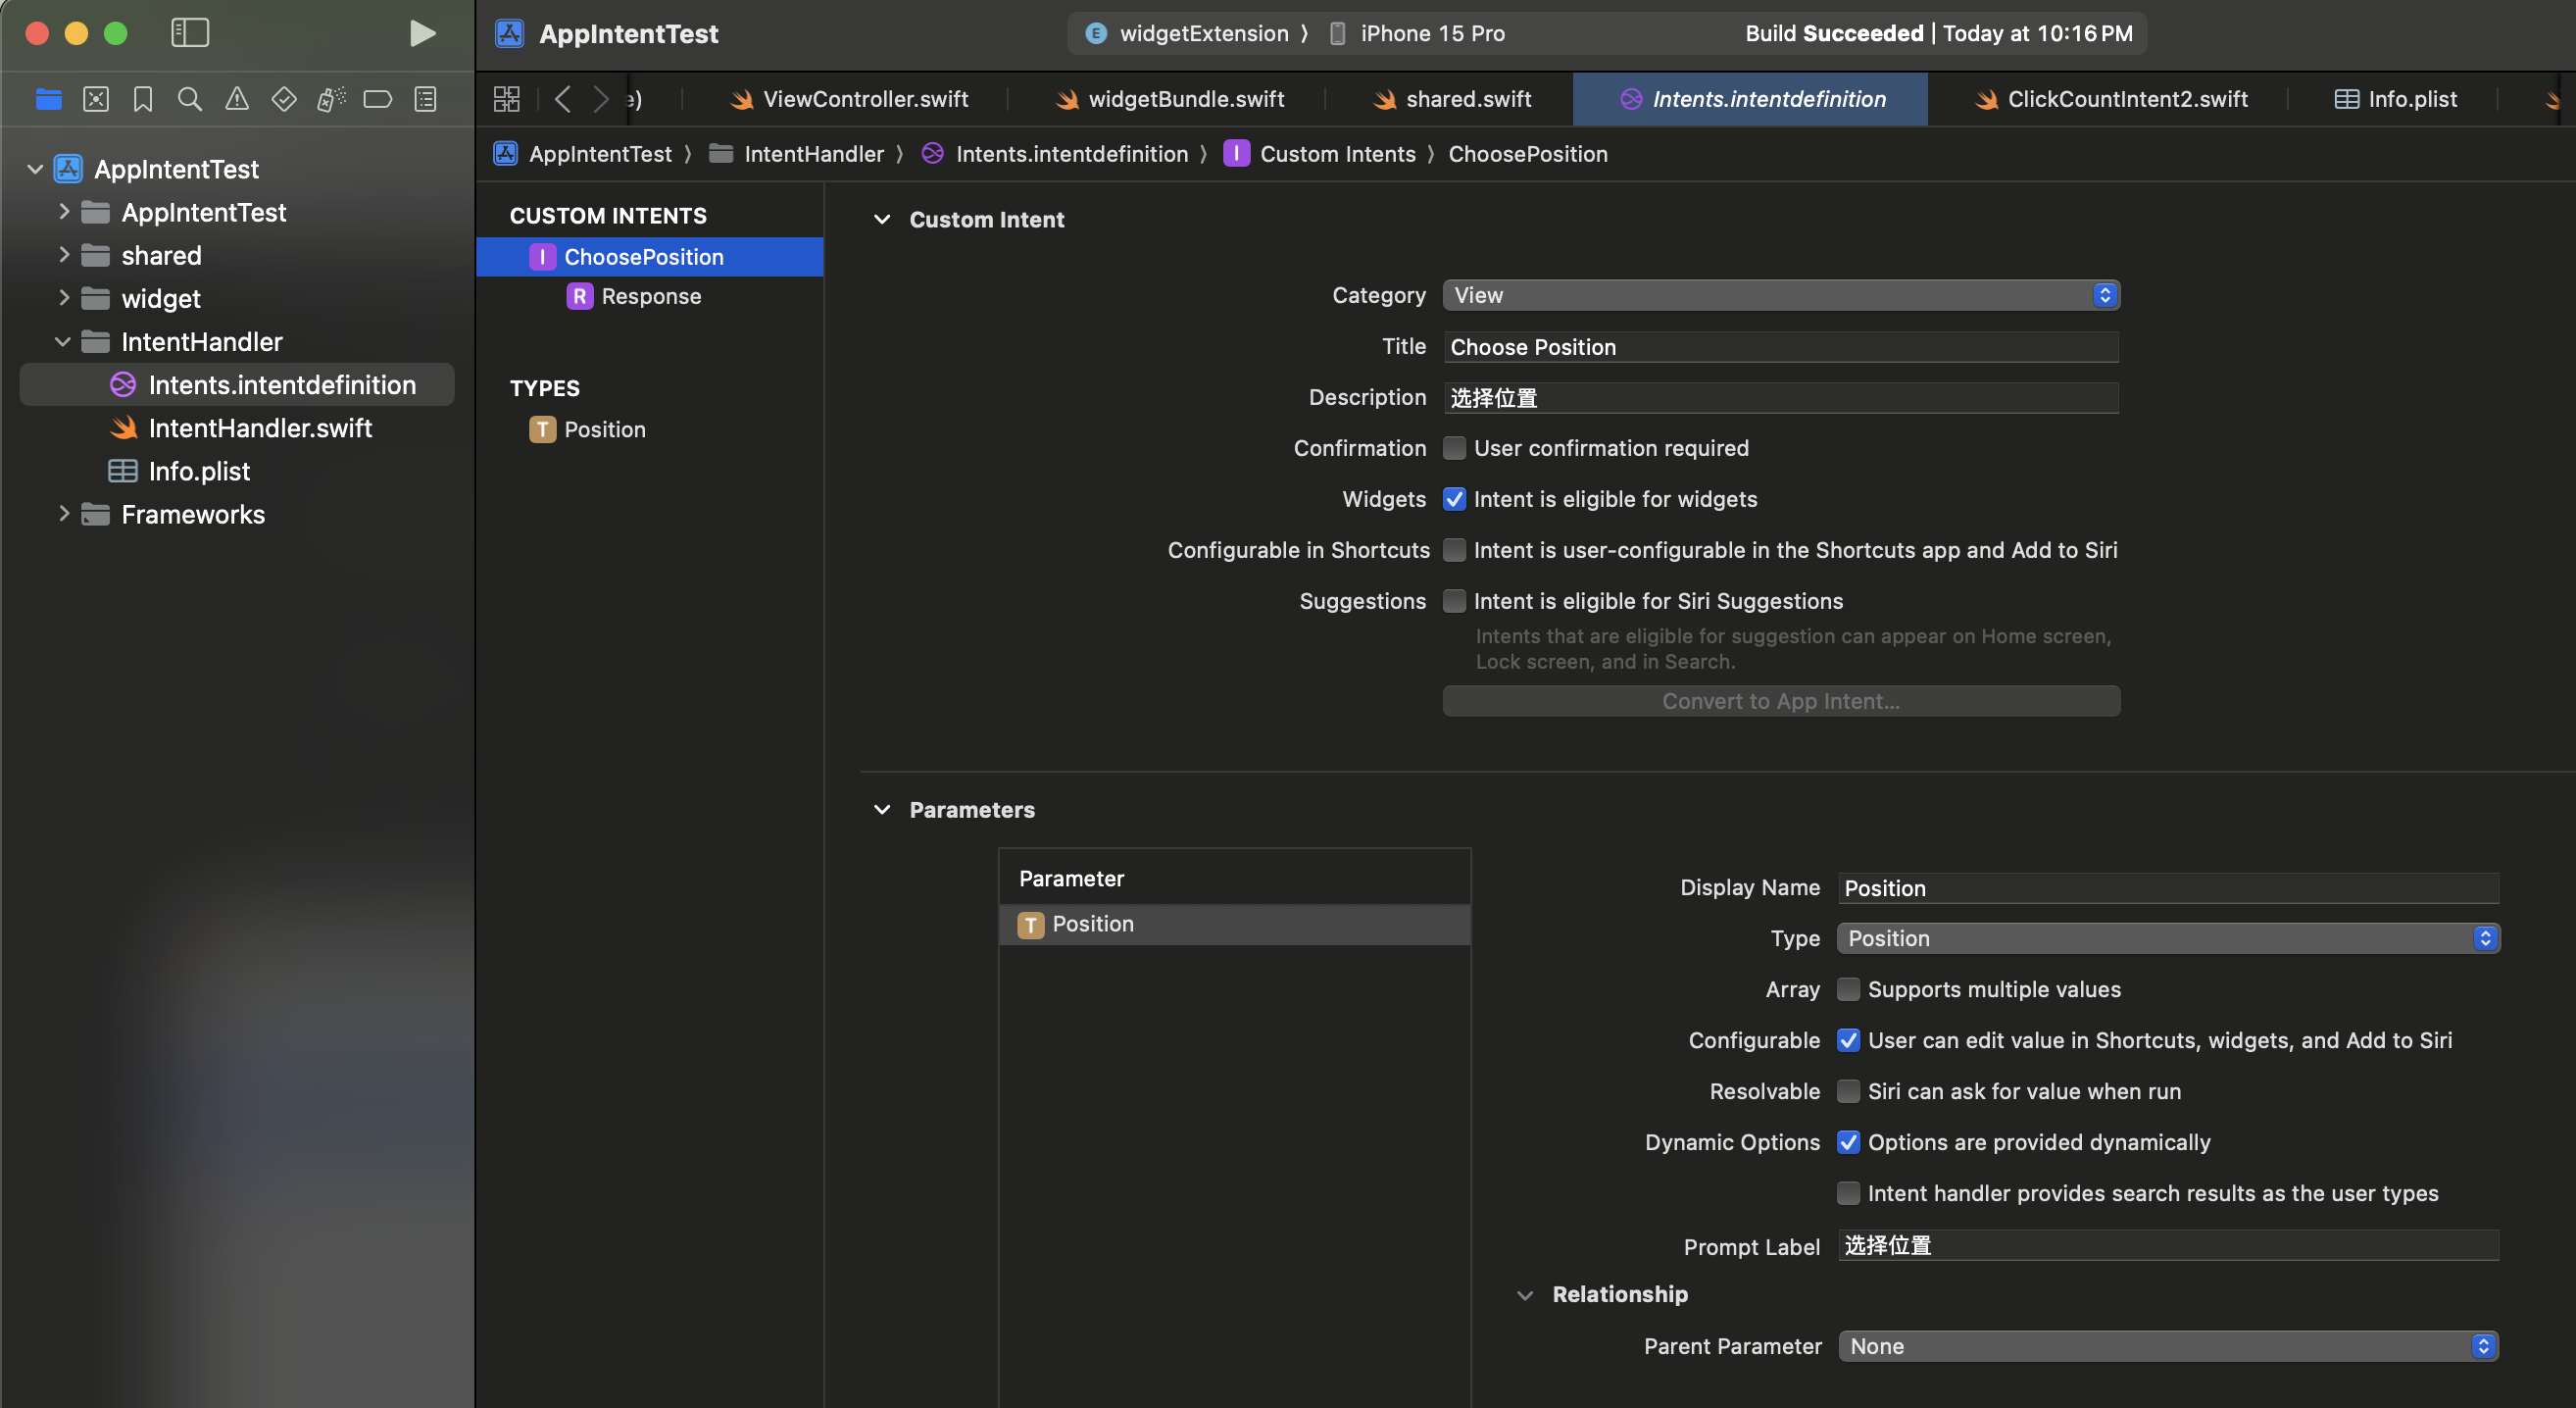 AppIntentTest
widgetExtension 〉 iPhone 15 Pro
Build Succeeded | Today at 10:16 PM
ViewController.swift
widgetBundle.swift
shared.swift
Intents.intentdefinition
ClickCountIntent2.swift
Info.plist
AppIntentTest 〉 IntentHandler 〉 Intents.intentdefinition 〉 I Custom Intents 〉 ChoosePosition
AppIntentTest
AppIntentTest
shared
widget
IntentHandler
Intents.intentdefinition
IntentHandler.swift
Info.plist
Frameworks
CUSTOM INTENTS
I ChoosePosition
R Response
TYPES
T Position
Custom Intent
Category View
Title Choose Position
Description 选择位置
Confirmation User confirmation required
Widgets Intent is eligible for widgets
Configurable in Shortcuts Intent is user-configurable in the Shortcuts app and Add to Siri
Suggestions Intent is eligible for Siri Suggestions
Intents that are eligible for suggestion can appear on Home screen,
Lock screen, and in Search.
Convert to App Intent...
Parameters
Parameter
T Position
Display Name Position
Type Position
Array Supports multiple values
Configurable User can edit value in Shortcuts, widgets, and Add to Siri
Resolvable Siri can ask for value when run
Dynamic Options Options are provided dynamically
Intent handler provides search results as the user types
Prompt Label 选择位置
Relationship
Parent Parameter None